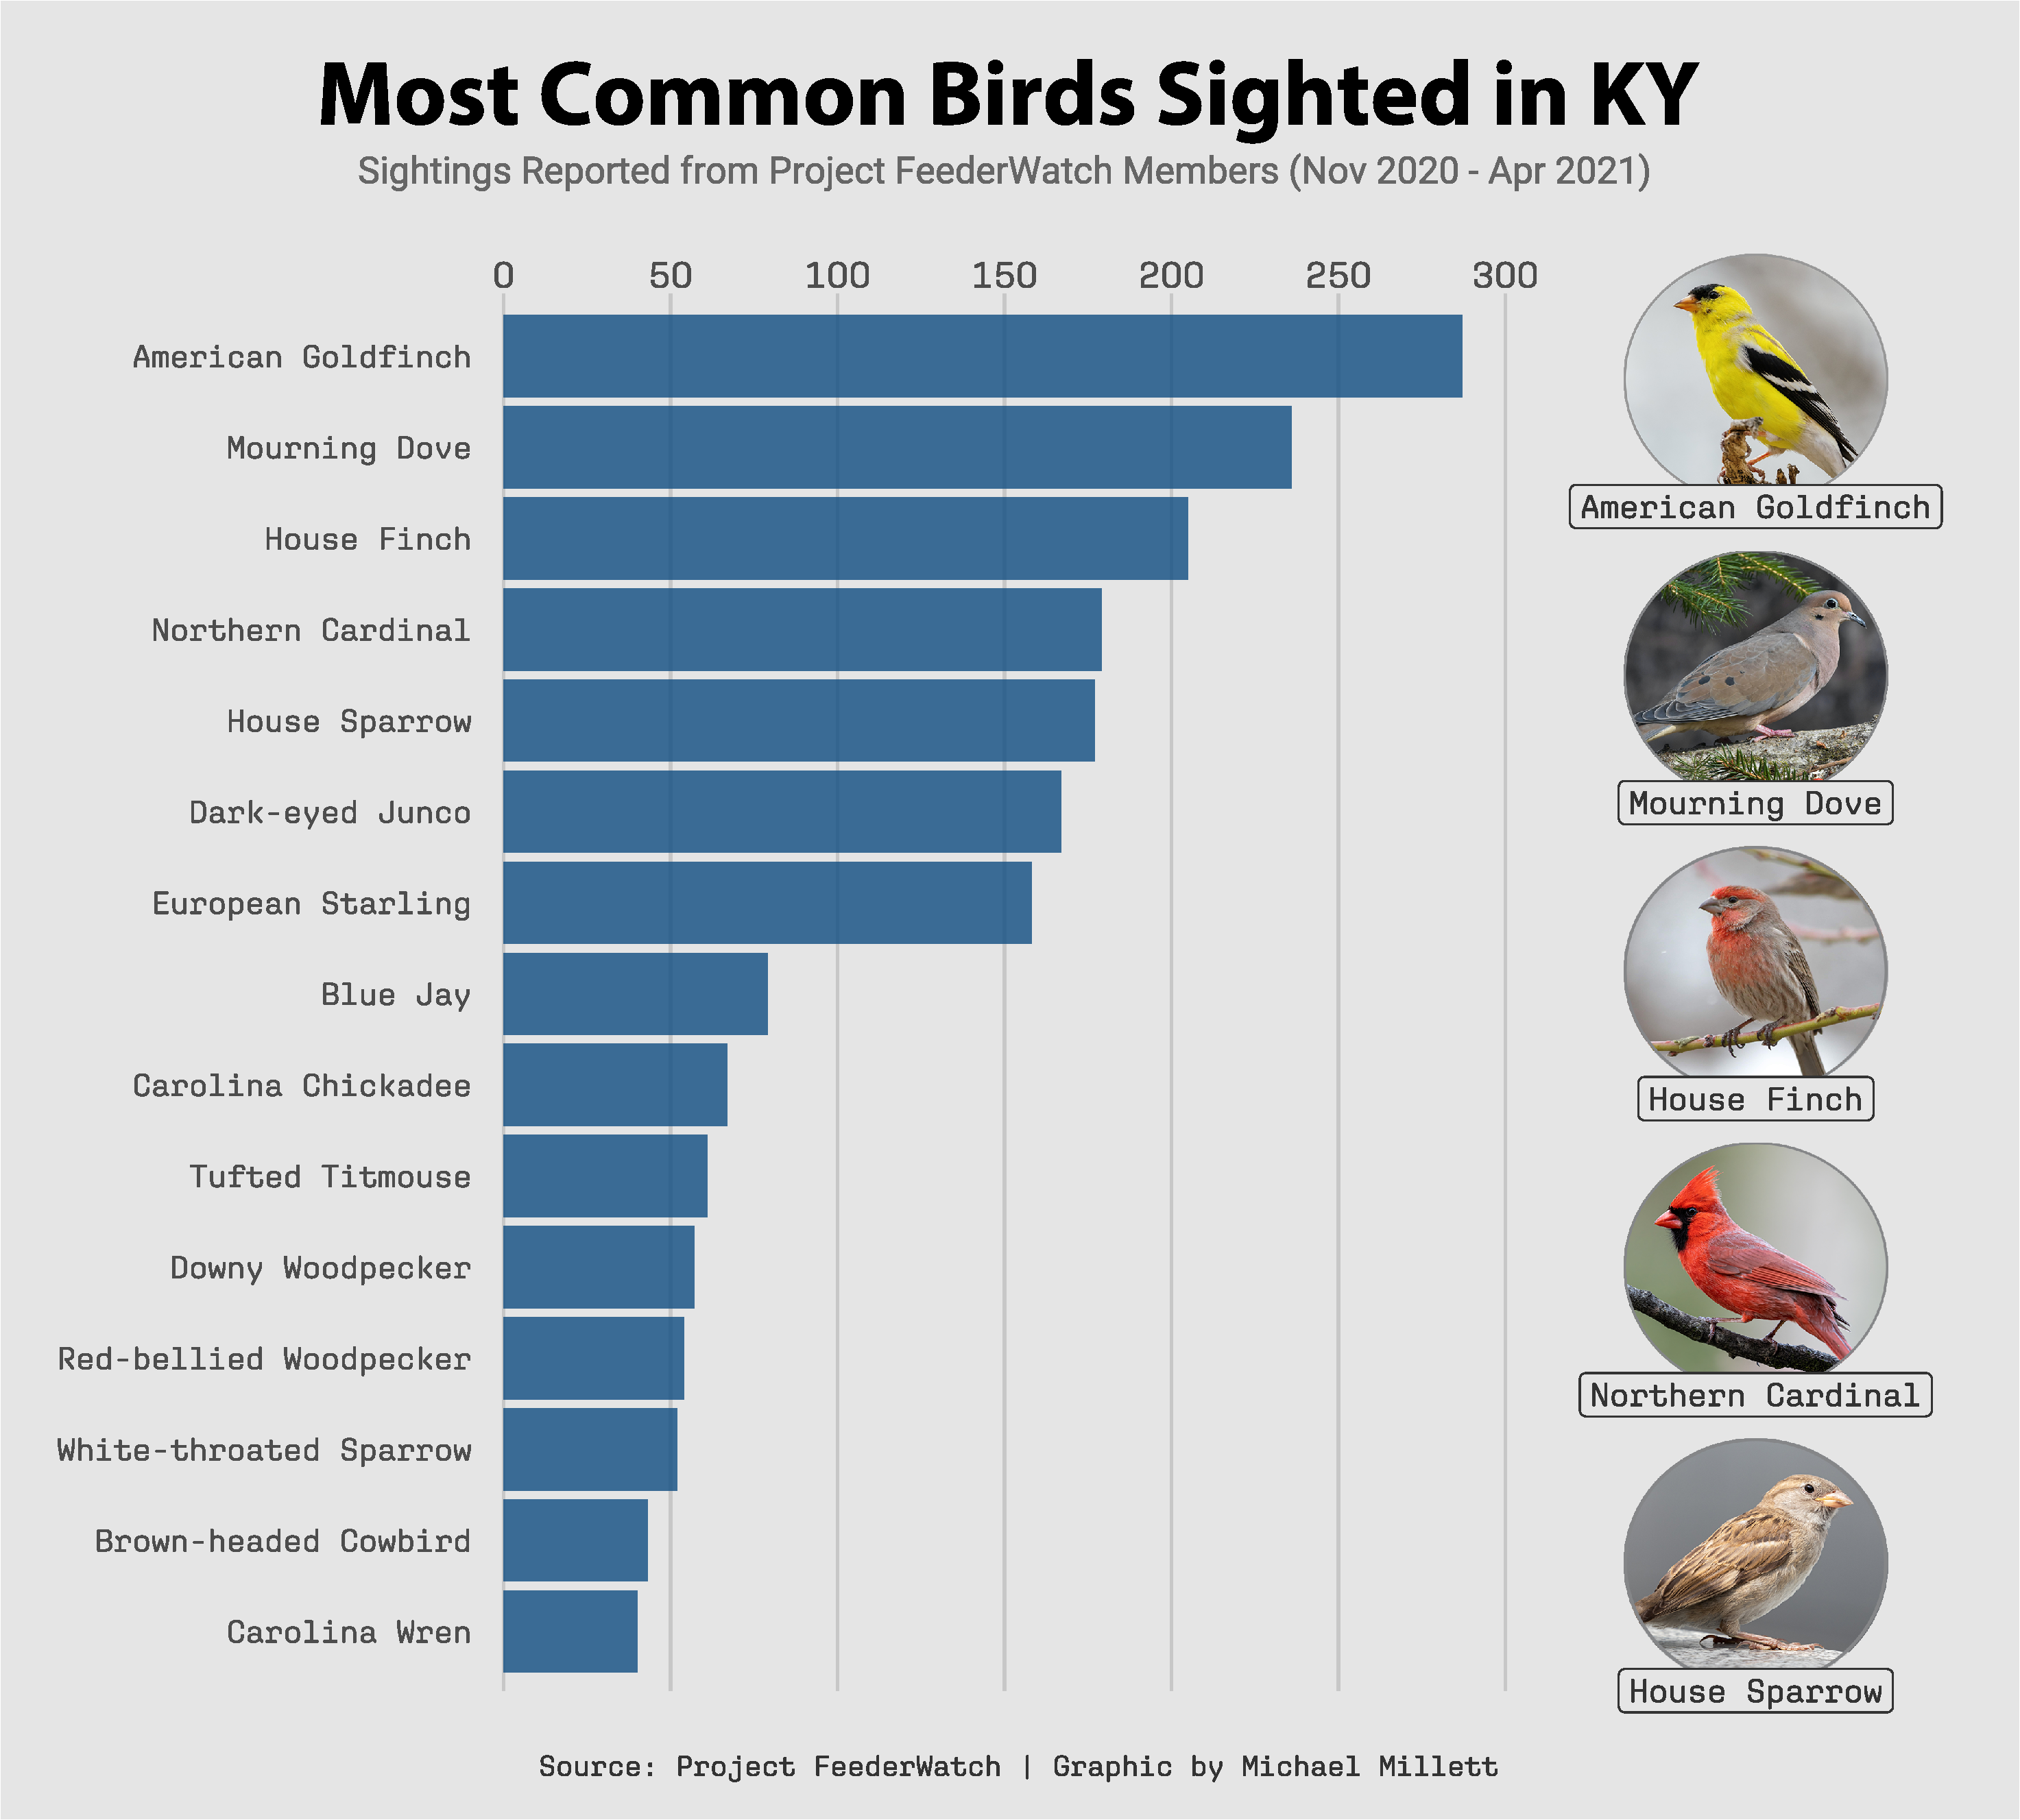 Most Common Birds Sighted in KY
Sightings Reported from Project FeederWatch Members (Nov 2020 - Apr 2021)
0 50 100 150 200 250 300
American Goldfinch
Mourning Dove
House Finch
Northern Cardinal
House Sparrow
Dark-eyed Junco
European Starling
Blue Jay
Carolina Chickadee
Tufted Titmouse
Downy Woodpecker
Red-bellied Woodpecker
White-throated Sparrow
Brown-headed Cowbird
Carolina Wren
American Goldfinch
Mourning Dove
House Finch
Northern Cardinal
House Sparrow
Source: Project FeederWatch | Graphic by Michael Millett